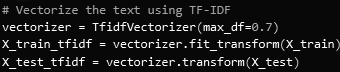 # Vectorize the text using TF-IDF
vectorizer = TfidfVectorizer(max_df=0.7)
X_train_tfidf = vectorizer.fit_transform(X_train)
X_test_tfidf = vectorizer.transform(X_test)